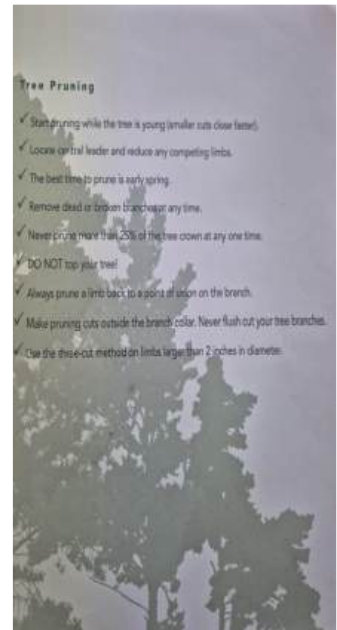 Tree Pruning
✓ Start pruning while the tree is young (smaller cuts close faster).
✓ Locate central leader and reduce any competing limbs.
✓ The best time to prune is early spring.
✓ Remove dead or broken branches at any time.
✓ Never prune more than 25% of the tree crown at any one time.
✓ DO NOT top your tree!
✓ Always prune a limb back to a point of union on the branch.
✓ Make pruning cuts outside the branch collar. Never flush cut your tree branches.
✓ Use the three-cut method on limbs larger than 2 inches in diameter.